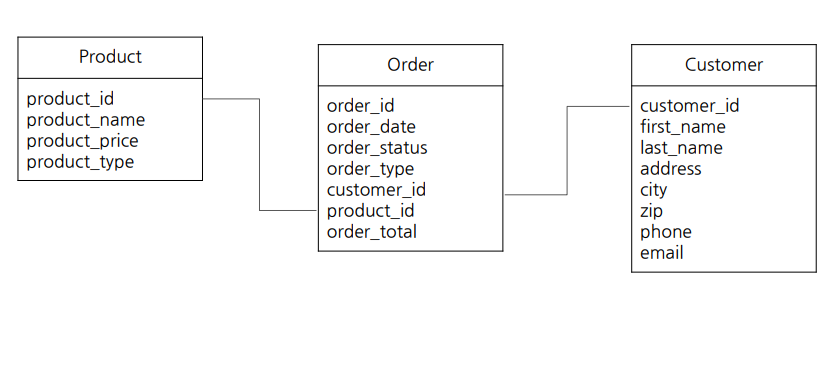 Product
product_id
product_name
product_price
product_type
Order
order_id
order_date
order_status
order_type
customer_id
product_id
order_total
Customer
customer_id
first_name
last_name
address
city
zip
phone
email